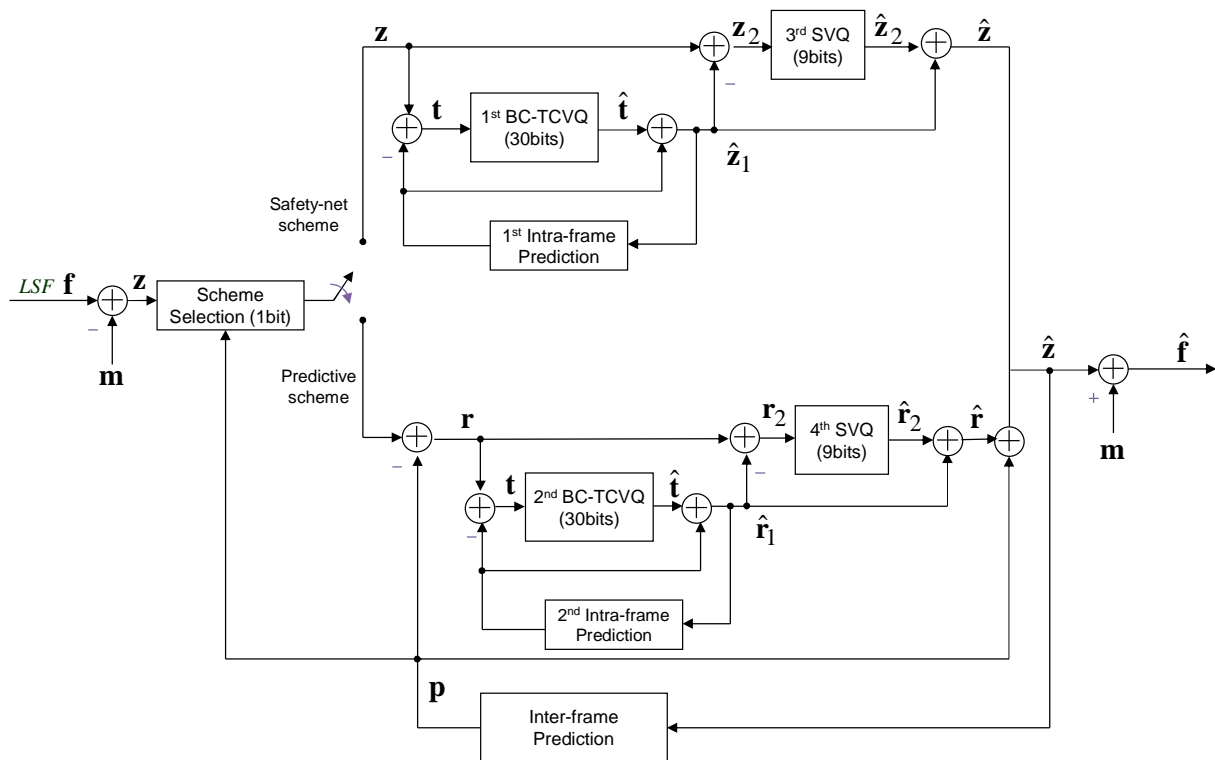 z
z₂
3rd SVQ
(9bits)
ẑ₂
ẑ
t
1st BC-TCVQ
(30bits)
t̂
ẑ₁
Safety-net
scheme
1st Intra-frame
Prediction
LSF f
z
Scheme
Selection (1bit)
m
Predictive
scheme
ẑ
f̂
m
r
r₂
4th SVQ
(9bits)
r̂₂
r̂
t
2nd BC-TCVQ
(30bits)
t̂
r̂₁
2nd Intra-frame
Prediction
p
Inter-frame
Prediction